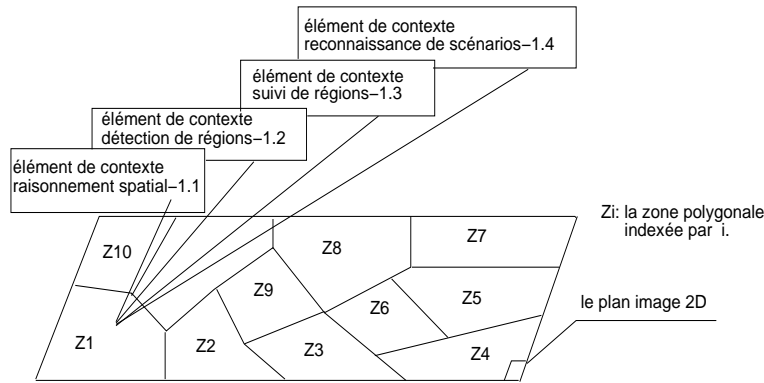 élément de contexte
reconnaissance de scénarios−1.4
élément de contexte
suivi de régions−1.3
élément de contexte
détection de régions−1.2
élément de contexte
raisonnement spatial−1.1
Zi: la zone polygonale
indexée par i.
Z10
Z8
Z7
Z9
Z5
Z6
le plan image 2D
Z1
Z2
Z3
Z4